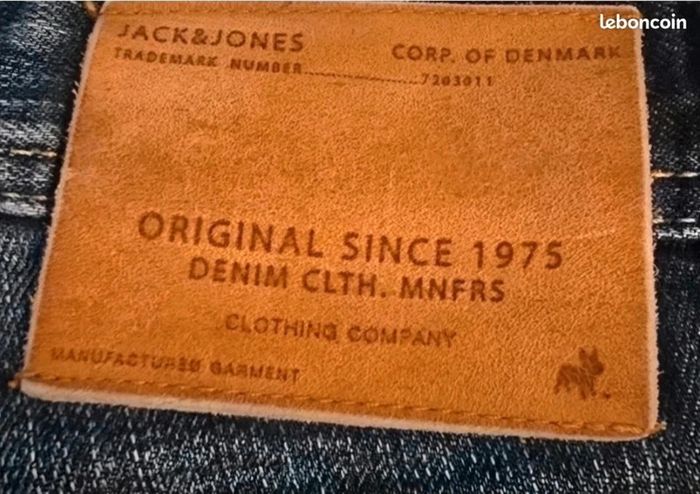 leboncoin
JACK&JONES CORP. OF DENMARK
TRADEMARK NUMBER 7203011
ORIGINAL SINCE 1975
DENIM CLTH. MNFRS
CLOTHING COMPANY
MANUFACTURED GARMENT